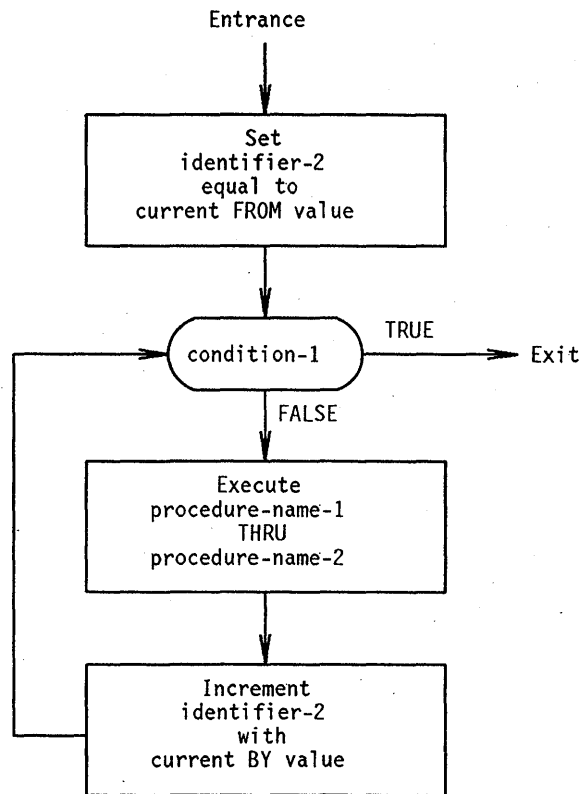 Entrance
Set
identifier-2
equal to
current FROM value
condition-1
TRUE
Exit
FALSE
Execute
procedure-name-1
THRU
procedure-name-2
Increment
identifier-2
with
current BY value